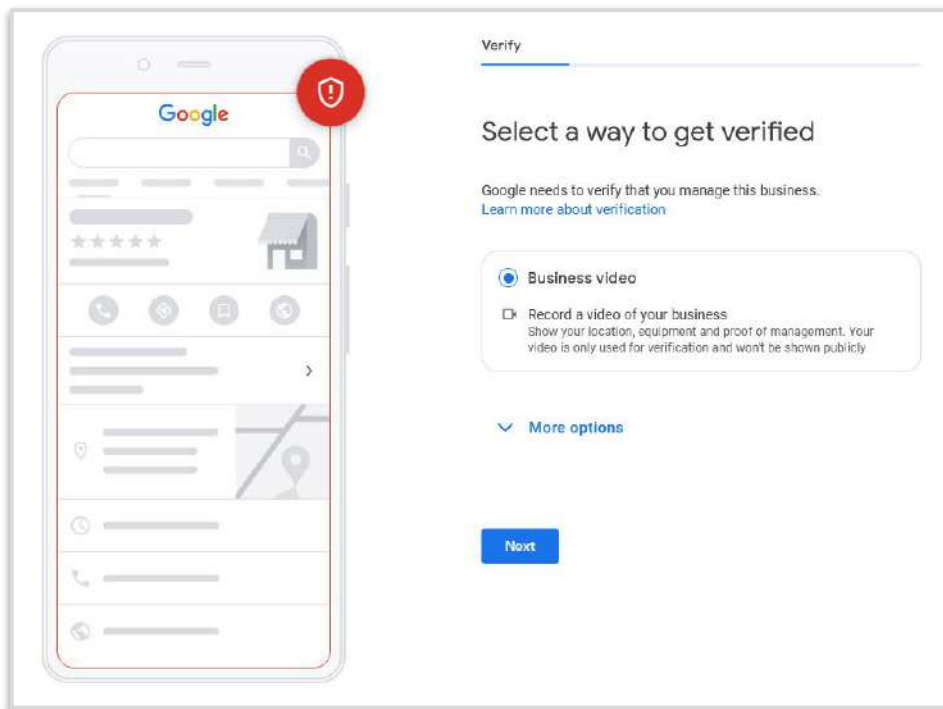 Google
Verify
Select a way to get verified
Google needs to verify that you manage this business.
Learn more about verification
Business video
Record a video of your business
Show your location, equipment and proof of management. Your
video is only used for verification and won't be shown publicly
More options
Next